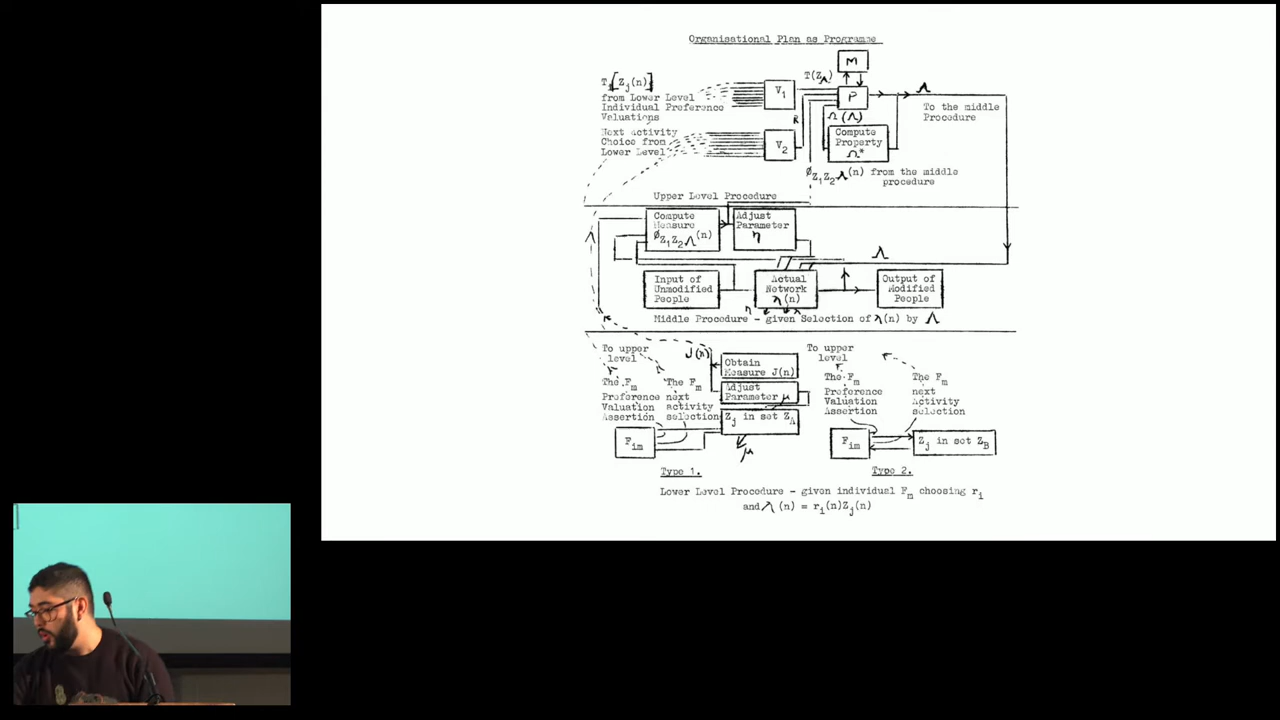 Organisational Plan as Programme
M
T [Zj(n)]
T(ZΛ)
V1
P
Λ
from Lower Level
Individual Preference
Valuations
To the middle
Procedure
R
Ω(Λ)
Next activity
Choice from
Lower Level
V2
Compute
Property
Ω*
ØZ1Z2Λ(n) from the middle
procedure
Upper Level Procedure
Compute
Measure
ØZ1Z2Λ(n)
Adjust
Parameter
η
Λ
Input of
Unmodified
People
Actual
Network
λ(n)
Output of
Modified
People
η
Middle Procedure - given Selection of λ(n) by Λ
To upper
level
J(n)
Obtain
Measure J(n)
To upper
level
The Fm
Preference
Valuation
Assertion
The Fm
next
activity
selection
Adjust
Parameter μ
Zj in set ZA
The Fm
Preference
Valuation
Assertion
The Fm
next
Activity
selection
Fim
μ
Fim
Zj in set ZB
Type 1.
Type 2.
Lower Level Procedure - given individual Fm choosing ri
and λ(n) = ri(n)Zj(n)